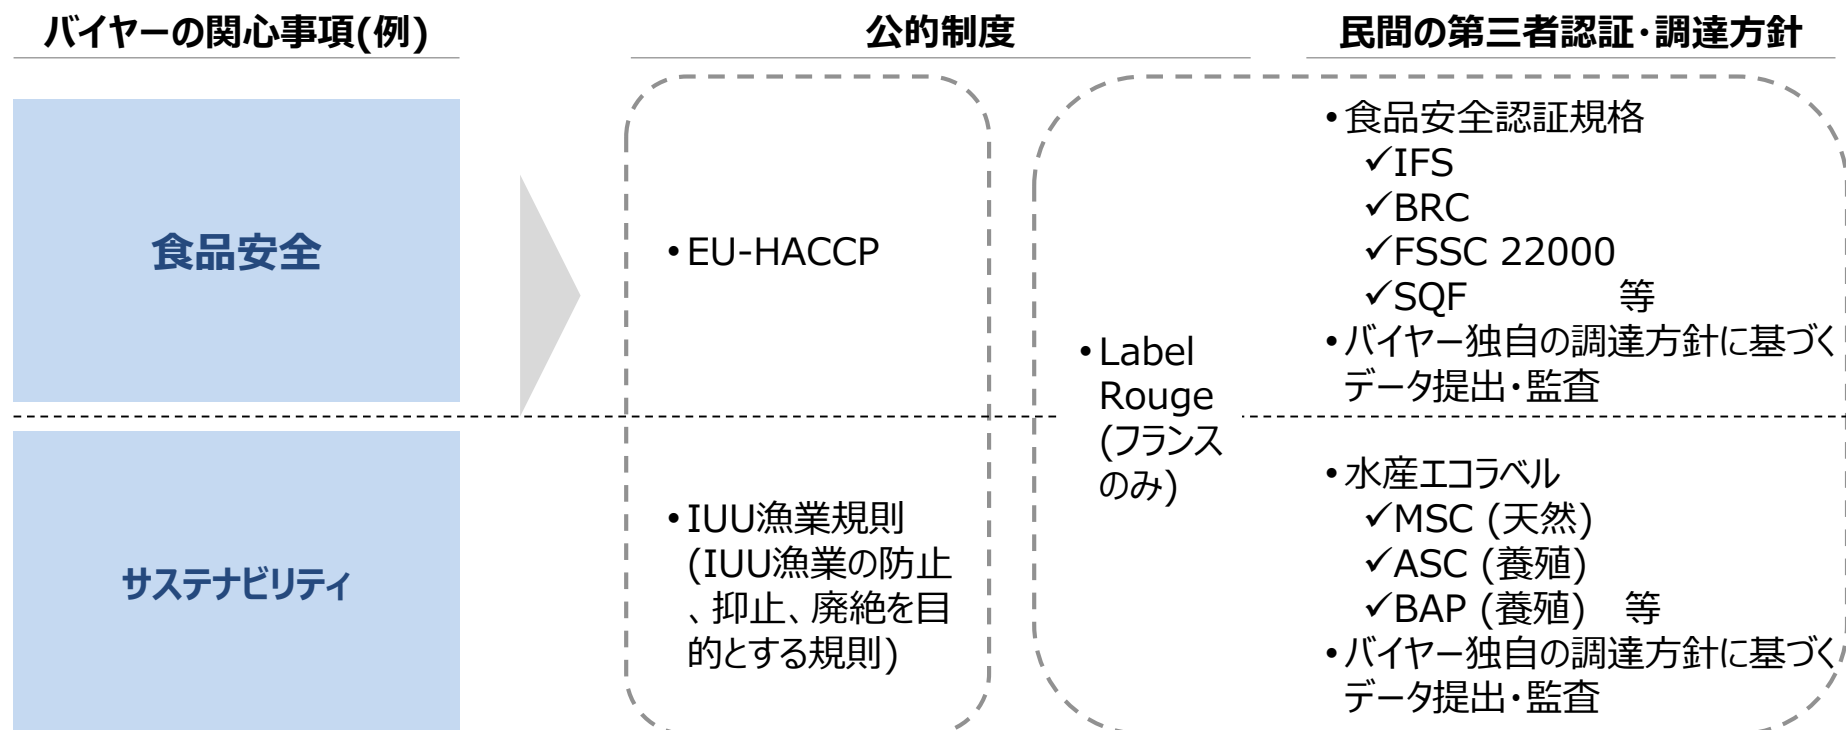 バイヤーの関心事項(例)
公的制度
民間の第三者認証・調達方針
食品安全
•EU-HACCP
•Label
Rouge
(フランス
のみ)
•食品安全認証規格
✓IFS
✓BRC
✓FSSC 22000
✓SQF 等
•バイヤー独自の調達方針に基づく
データ提出・監査
サステナビリティ
•IUU漁業規則
(IUU漁業の防止
、抑止、廃絶を目
的とする規則)
•水産エコラベル
✓MSC (天然)
✓ASC (養殖)
✓BAP (養殖) 等
•バイヤー独自の調達方針に基づく
データ提出・監査